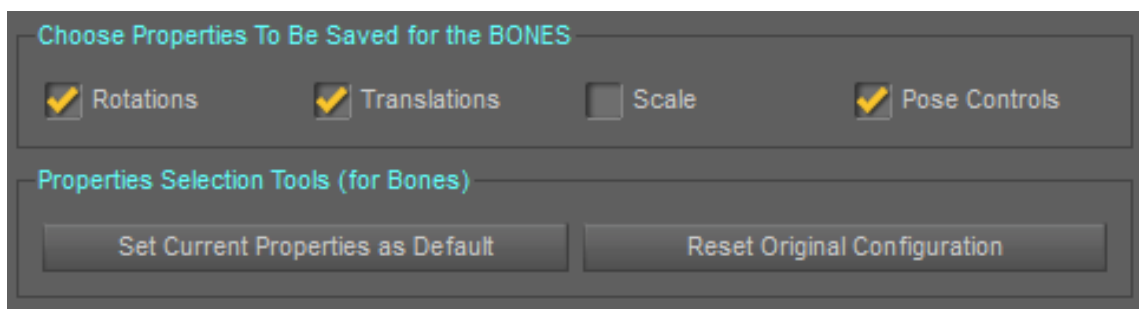 Choose Properties To Be Saved for the BONES
Rotations Translations Scale Pose Controls
Properties Selection Tools (for Bones)
Set Current Properties as Default Reset Original Configuration